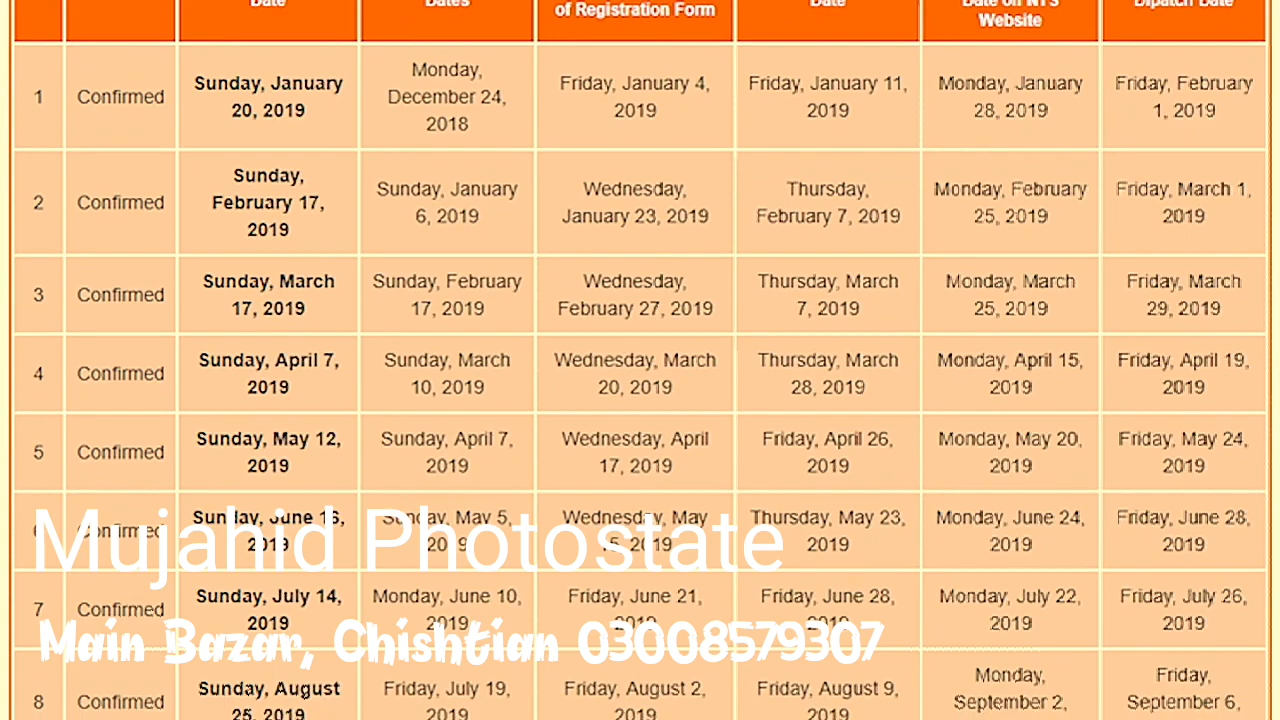 Date Dates of Registration Form Date Date on NTS Website Dipatch Date
1 Confirmed Sunday, January 20, 2019 Monday, December 24, 2018 Friday, January 4, 2019 Friday, January 11, 2019 Monday, January 28, 2019 Friday, February 1, 2019
2 Confirmed Sunday, February 17, 2019 Sunday, January 6, 2019 Wednesday, January 23, 2019 Thursday, February 7, 2019 Monday, February 25, 2019 Friday, March 1, 2019
3 Confirmed Sunday, March 17, 2019 Sunday, February 17, 2019 Wednesday, February 27, 2019 Thursday, March 7, 2019 Monday, March 25, 2019 Friday, March 29, 2019
4 Confirmed Sunday, April 7, 2019 Sunday, March 10, 2019 Wednesday, March 20, 2019 Thursday, March 28, 2019 Monday, April 15, 2019 Friday, April 19, 2019
5 Confirmed Sunday, May 12, 2019 Sunday, April 7, 2019 Wednesday, April 17, 2019 Friday, April 26, 2019 Monday, May 20, 2019 Friday, May 24, 2019
6 Confirmed Sunday, June 16, 2019 Sunday, May 5, 2019 Wednesday, May 15, 2019 Thursday, May 23, 2019 Monday, June 24, 2019 Friday, June 28, 2019
Mujahid Photostate
7 Confirmed Sunday, July 14, 2019 Monday, June 10, 2019 Friday, June 21, 2019 Friday, June 28, 2019 Monday, July 22, 2019 Friday, July 26, 2019
Main Bazar, Chishtian 03008579307
8 Confirmed Sunday, August 25, 2019 Friday, July 19, 2019 Friday, August 2, 2019 Friday, August 9, 2019 Monday, September 2, Friday, September 6,